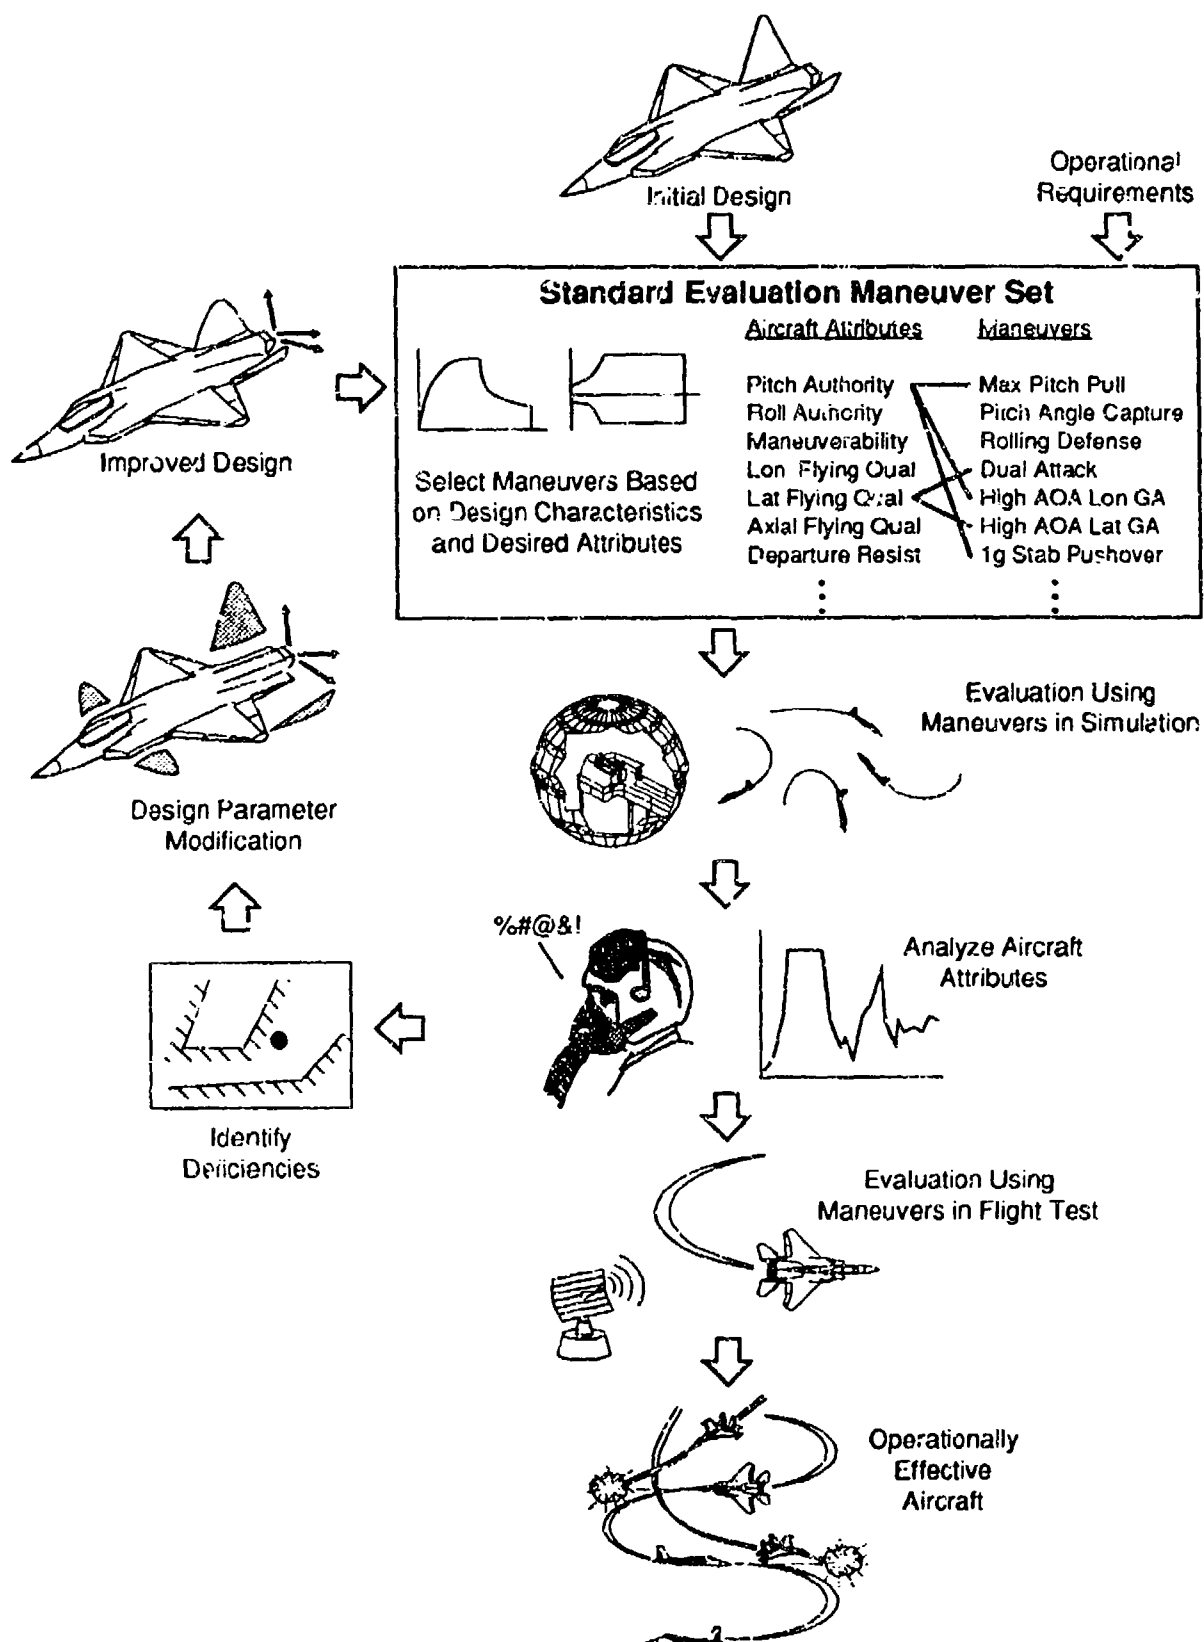 Initial Design
Operational
Requirements
Standard Evaluation Maneuver Set
Aircraft Attributes
Maneuvers
Pitch Authority
Max Pitch Pull
Roll Authority
Pitch Angle Capture
Maneuverability
Rolling Defense
Lon Flying Qual
Dual Attack
Lat Flying Qual
High AOA Lon GA
Axial Flying Qual
High AOA Lat GA
Departure Resist
1g Stab Pushover
Select Maneuvers Based
on Design Characteristics
and Desired Attributes
Improved Design
Design Parameter
Modification
Evaluation Using
Maneuvers in Simulation
%#@&!
Analyze Aircraft
Attributes
Identify
Deficiencies
Evaluation Using
Maneuvers in Flight Test
Operationally
Effective
Aircraft